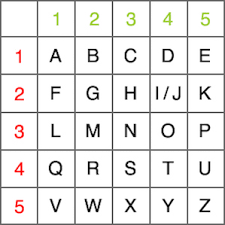 1 2 3 4 5
1 A B C D E
2 F G H I/J K
3 L M N O P
4 Q R S T U
5 V W X Y Z